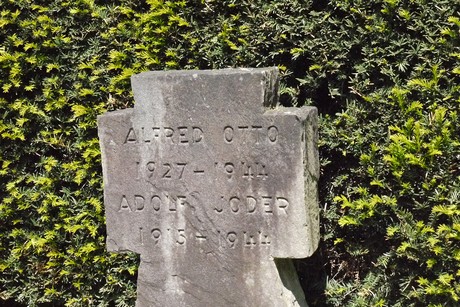 ALFRED OTTO
1927-1944
ADOLF JODER
1915-1944